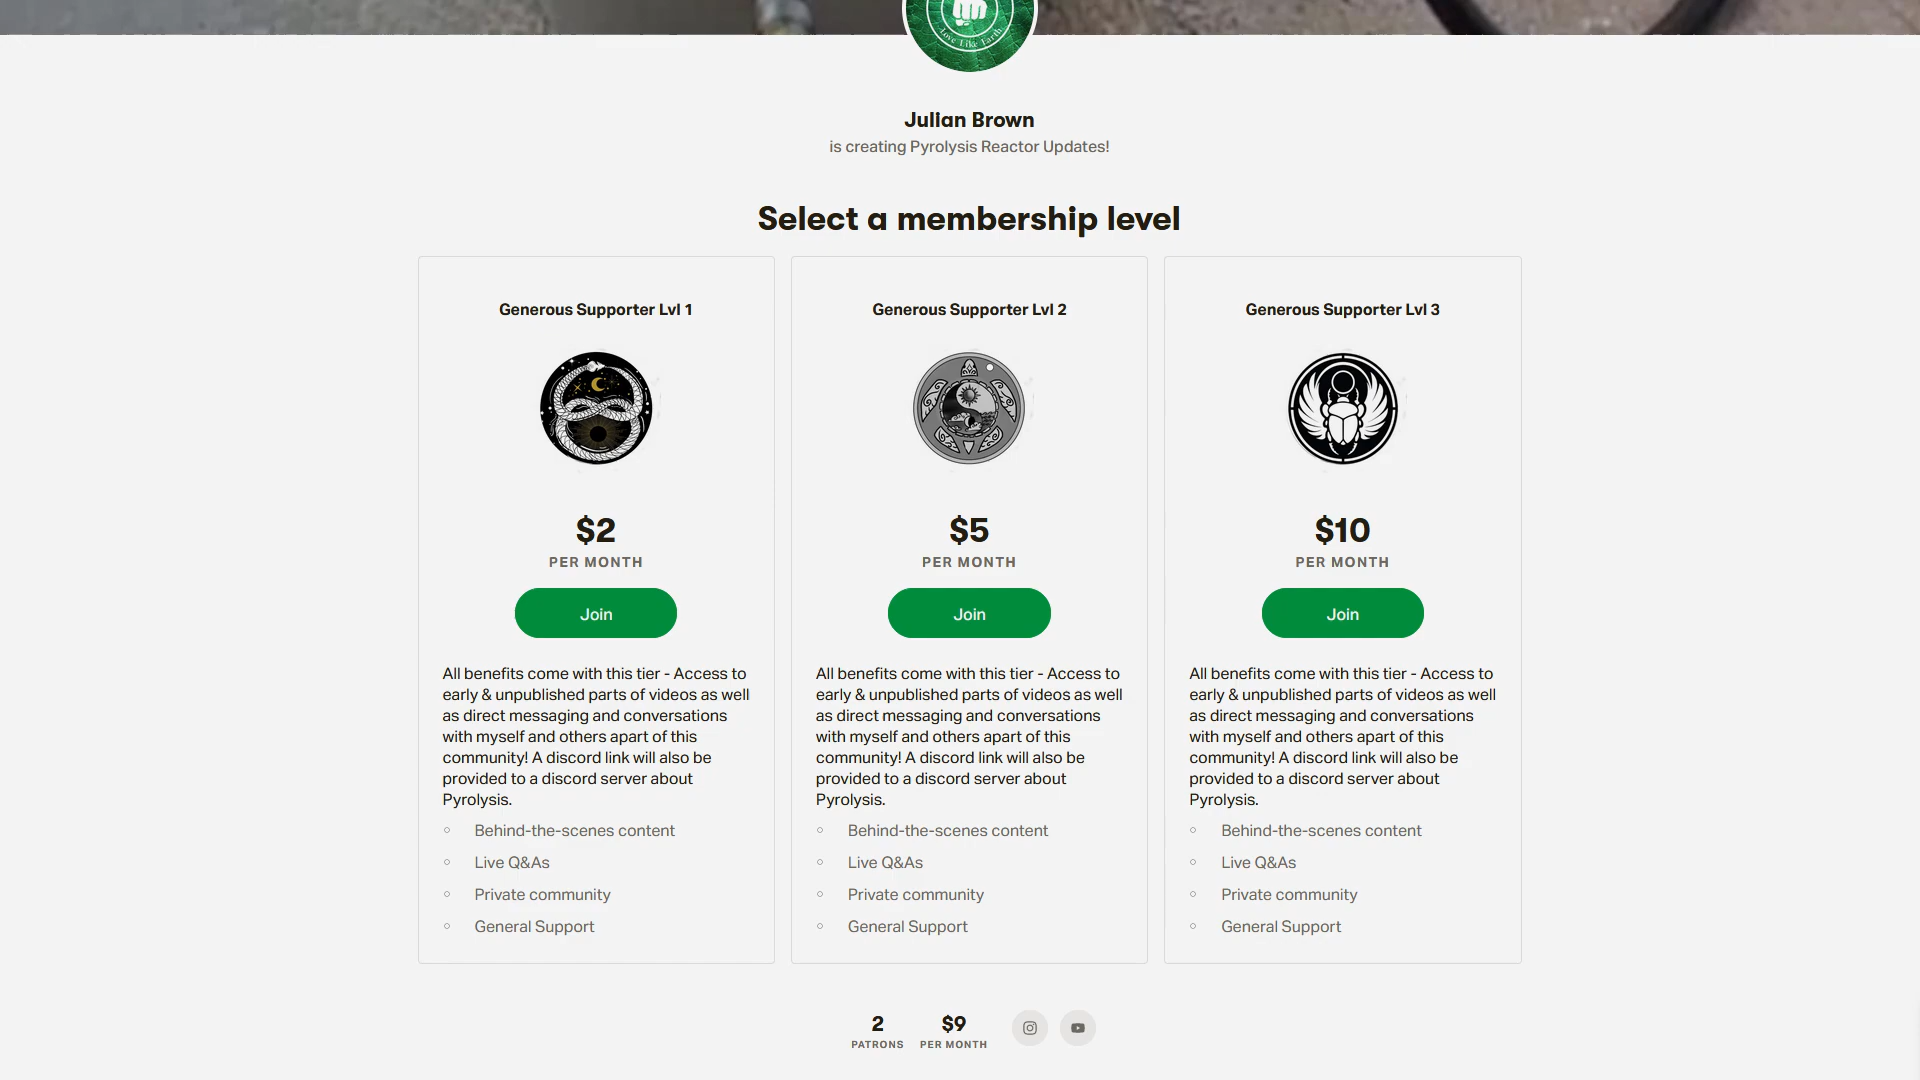 Love Like Earth
Julian Brown
is creating Pyrolysis Reactor Updates!
Select a membership level
Generous Supporter Lvl 1
$2
PER MONTH
Join
All benefits come with this tier - Access to
early & unpublished parts of videos as well
as direct messaging and conversations
with myself and others apart of this
community! A discord link will also be
provided to a discord server about
Pyrolysis.
Behind-the-scenes content
Live Q&As
Private community
General Support
Generous Supporter Lvl 2
$5
PER MONTH
Join
All benefits come with this tier - Access to
early & unpublished parts of videos as well
as direct messaging and conversations
with myself and others apart of this
community! A discord link will also be
provided to a discord server about
Pyrolysis.
Behind-the-scenes content
Live Q&As
Private community
General Support
Generous Supporter Lvl 3
$10
PER MONTH
Join
All benefits come with this tier - Access to
early & unpublished parts of videos as well
as direct messaging and conversations
with myself and others apart of this
community! A discord link will also be
provided to a discord server about
Pyrolysis.
Behind-the-scenes content
Live Q&As
Private community
General Support
2 $9
PATRONS PER MONTH